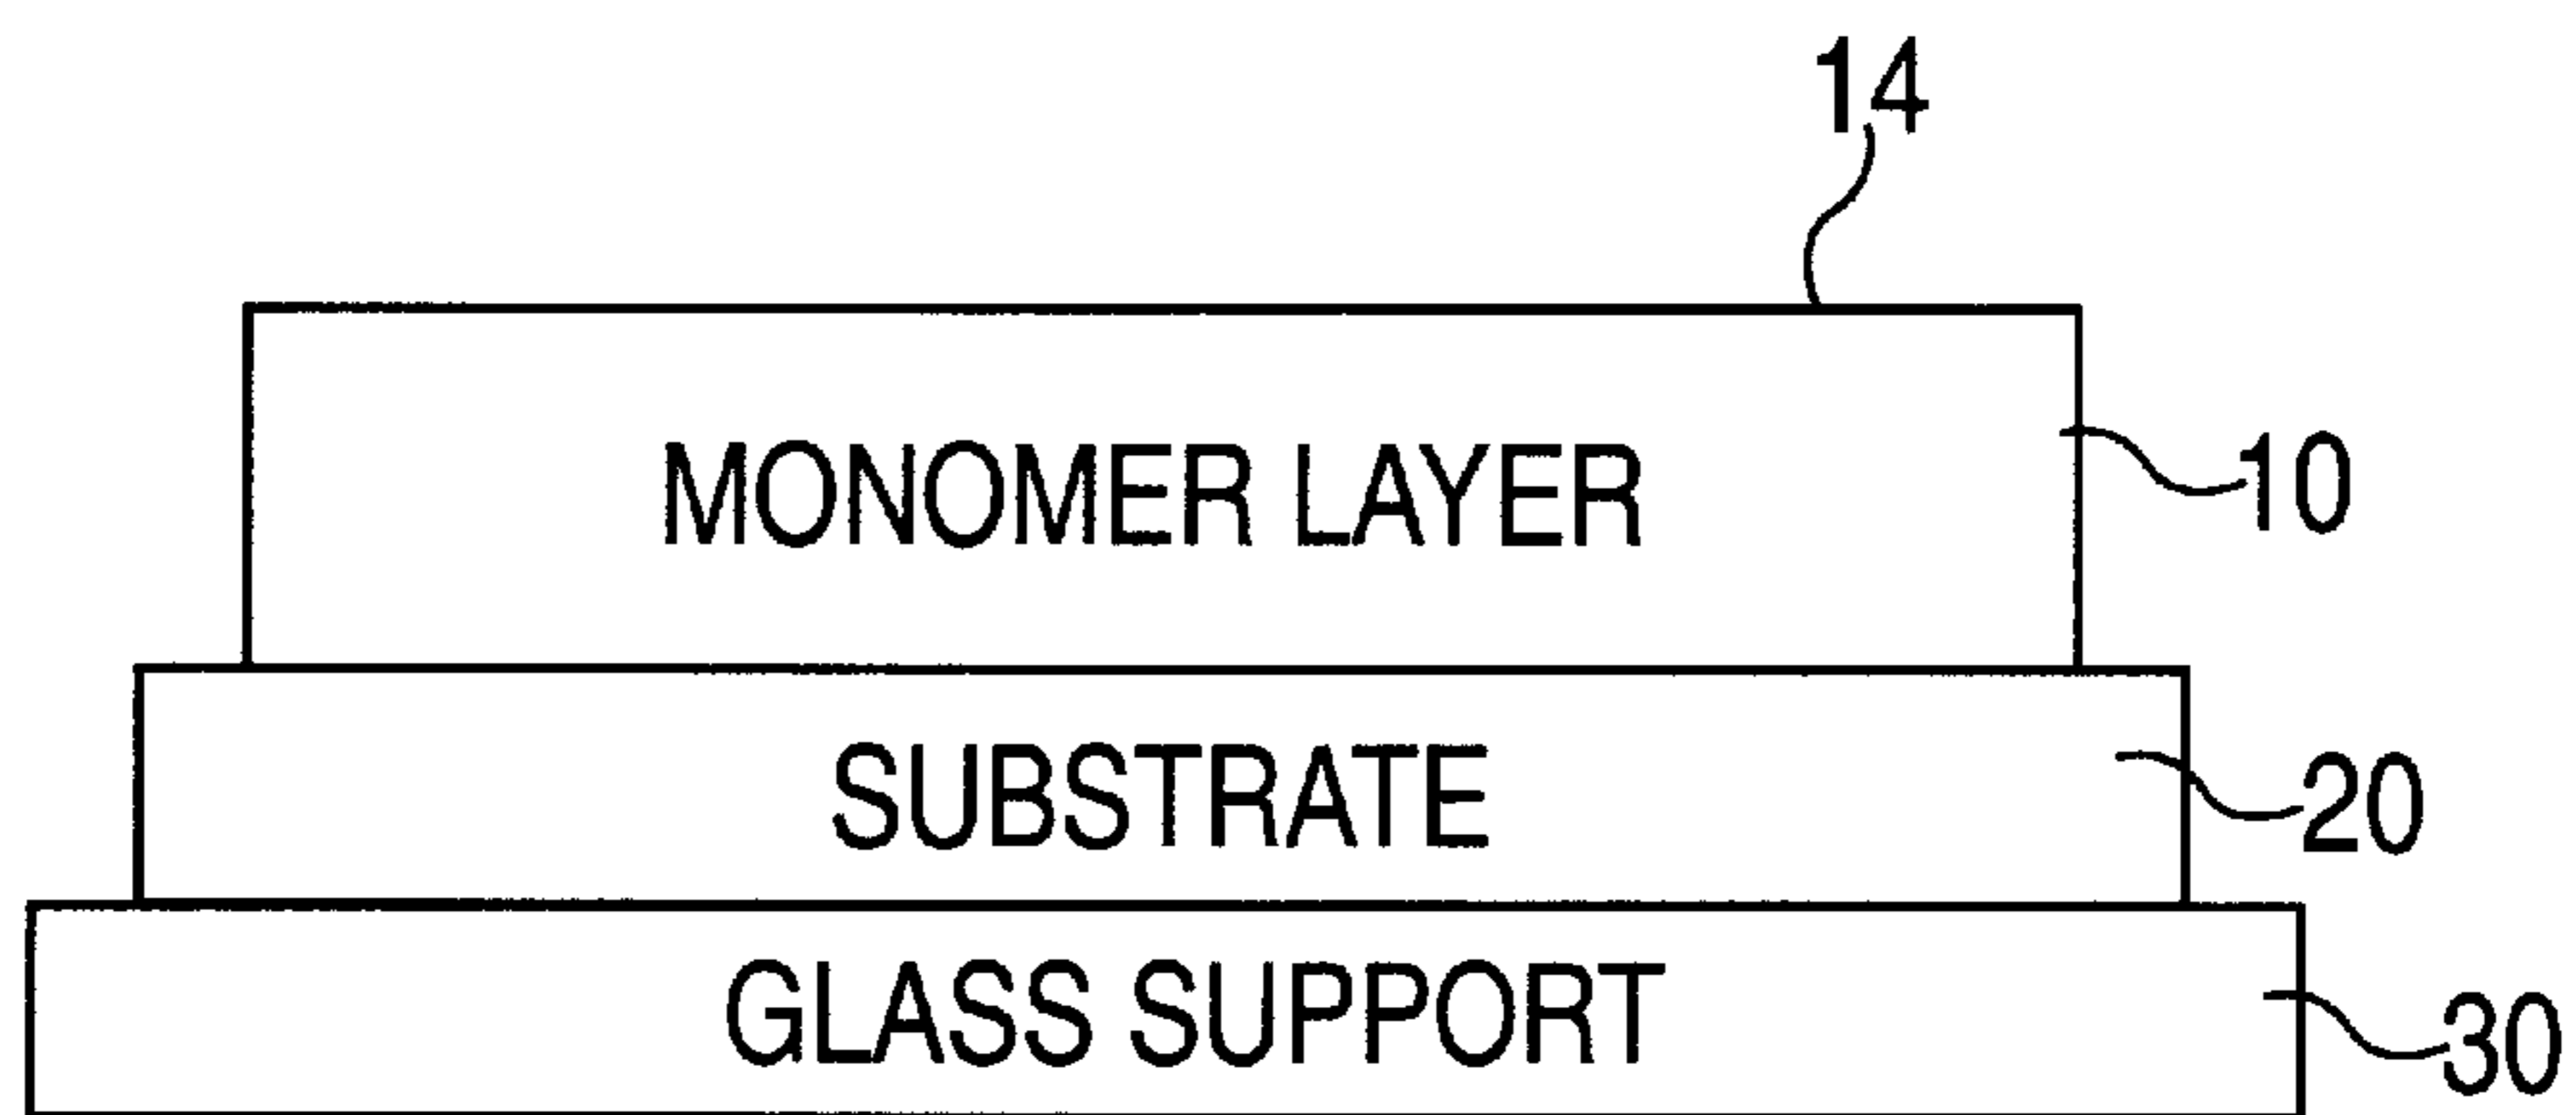 14
MONOMER LAYER
10
SUBSTRATE
20
GLASS SUPPORT
30